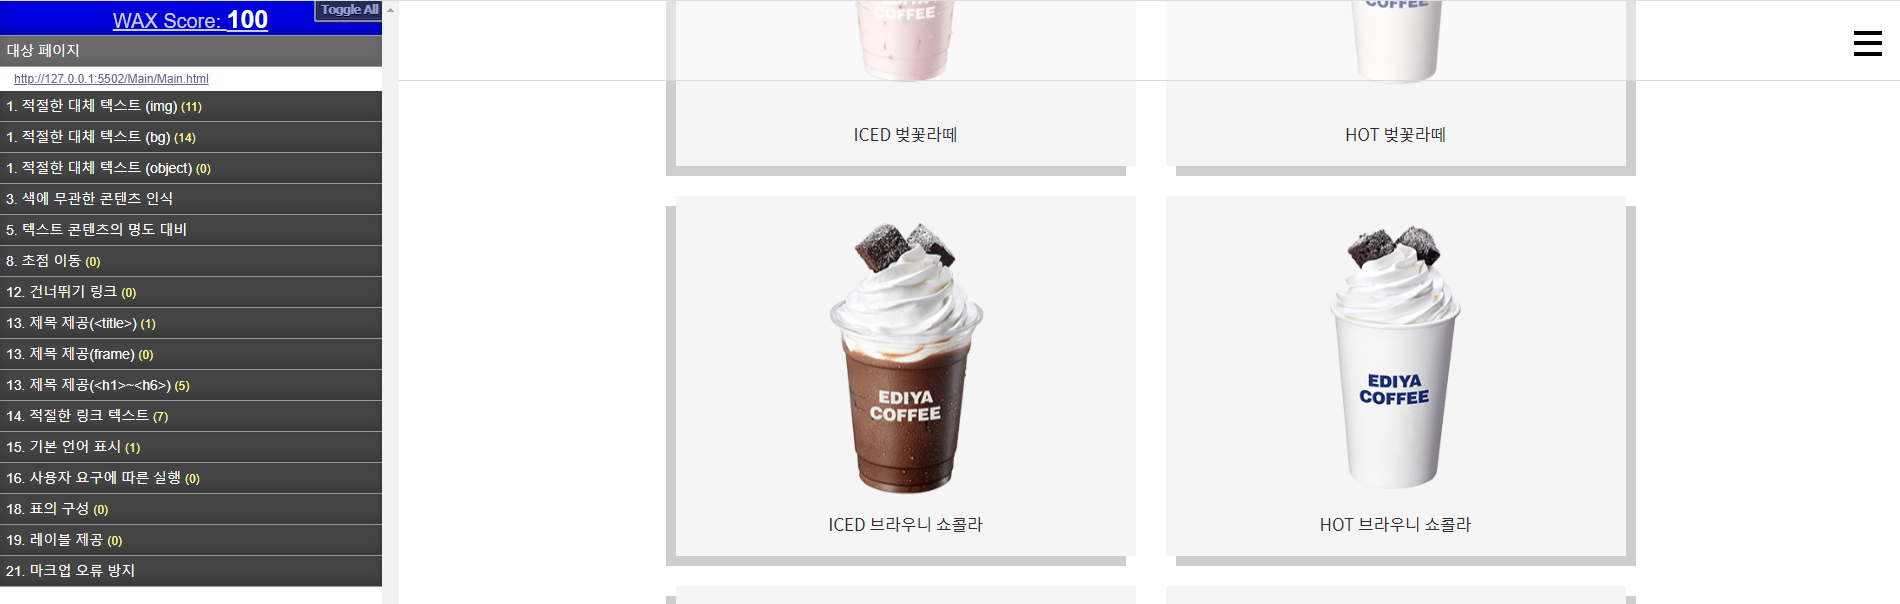 WAX Score: 100
Toggle All
대상 페이지
http://127.0.0.1:5502/Main/Main.html
1. 적절한 대체 텍스트 (img) (11)
1. 적절한 대체 텍스트 (bg) (14)
1. 적절한 대체 텍스트 (object) (0)
3. 색에 무관한 콘텐츠 인식
5. 텍스트 콘텐츠의 명도 대비
8. 초점 이동 (0)
12. 건너뛰기 링크 (0)
13. 제목 제공(<title>) (1)
13. 제목 제공(frame) (0)
13. 제목 제공(<h1>~<h6>) (5)
14. 적절한 링크 텍스트 (7)
15. 기본 언어 표시 (1)
16. 사용자 요구에 따른 실행 (0)
18. 표의 구성 (0)
19. 레이블 제공 (0)
21. 마크업 오류 방지
COFFEE
COFFEE
ICED 벚꽃라떼
HOT 벚꽃라떼
EDIYA
COFFEE
EDIYA
COFFEE
ICED 브라우니 쇼콜라
HOT 브라우니 쇼콜라